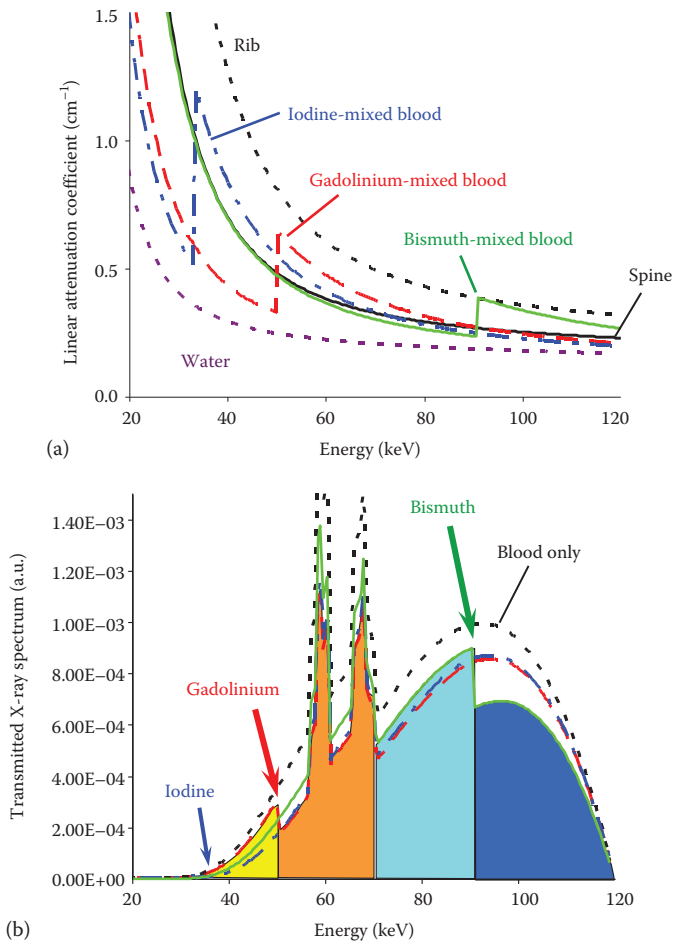 1.5
Rib
Iodine-mixed blood
1.0
Gadolinium-mixed blood
Bismuth-mixed blood
0.5
Spine
Water
0.0
20 40 60 80 100 120
Energy (keV)
Linear attenuation coefficient (cm⁻¹)
(a)
1.40E−03
Bismuth
Blood only
1.20E−03
1.00E−03
8.00E−04
Gadolinium
6.00E−04
4.00E−04
Iodine
2.00E−04
0.00E+00
20 40 60 80 100 120
Energy (keV)
Transmitted X-ray spectrum (a.u.)
(b)